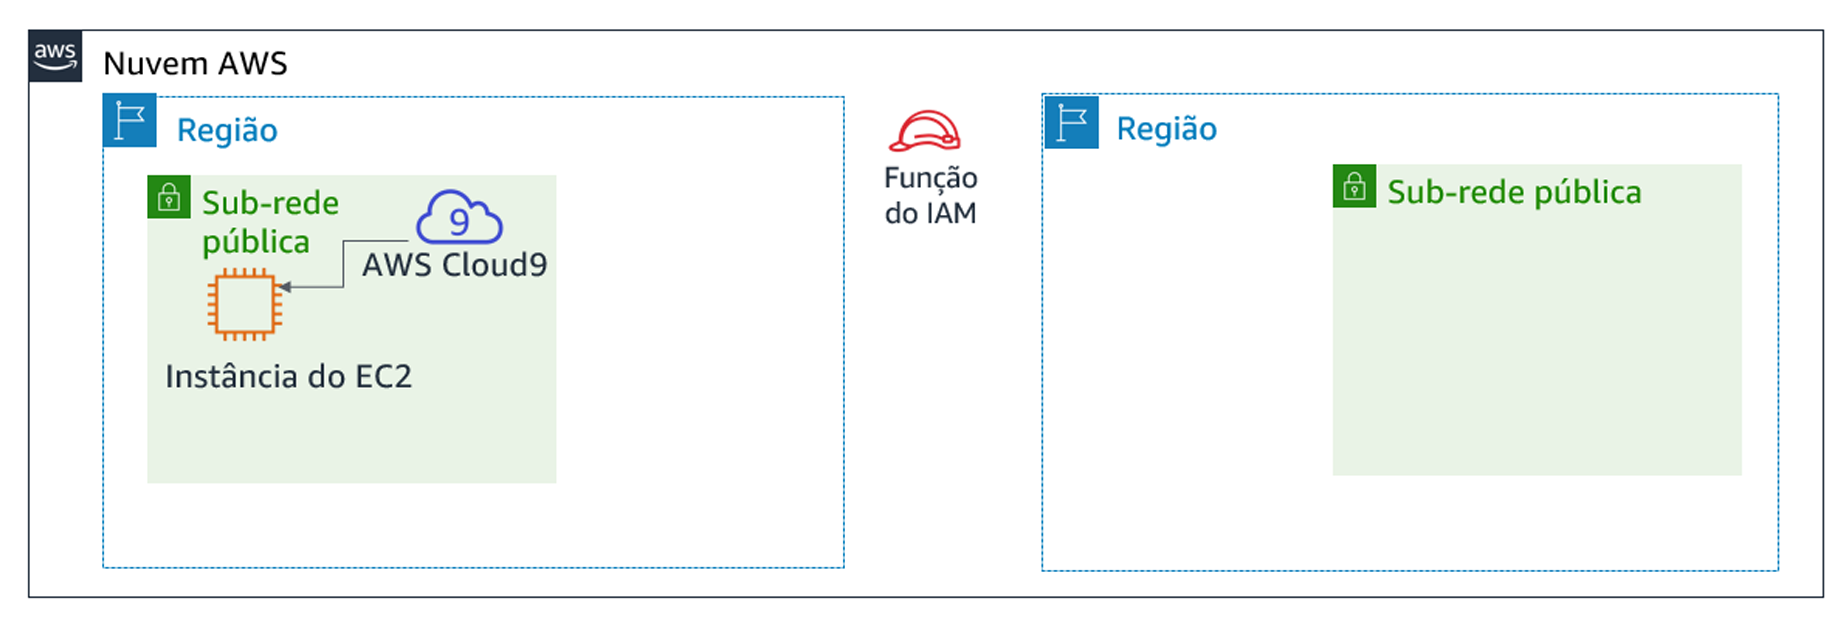 aws
Nuvem AWS
Região
Sub-rede
pública
9
AWS Cloud9
Instância do EC2
Função
do IAM
Região
Sub-rede pública